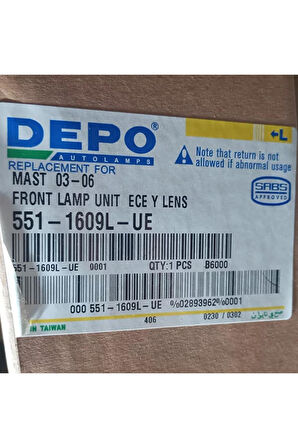 DEPO
AUTOLAMPS
←L
Note that return is not
allowed if abnormal usage
REPLACEMENT FOR
MAST 03-06
FRONT LAMP UNIT ECE Y LENS
551-1609L-UE
SABS
APPROVED
551-1609L-UE 0001 QTY:1 PCS B6000
000 551-1609L-UE %02893962%0001
406 0230 / 0302
IN TAIWAN